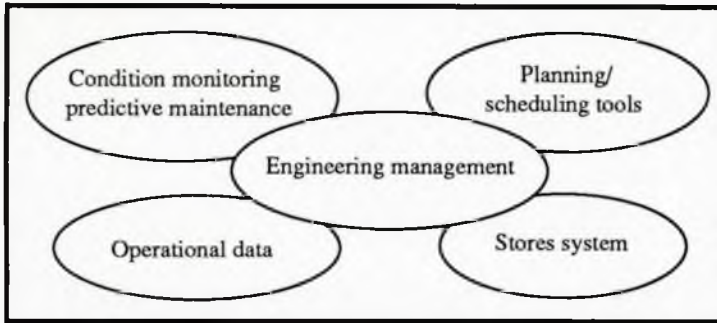 Condition monitoring
predictive maintenance
Planning/
scheduling tools
Engineering management
Operational data
Stores system